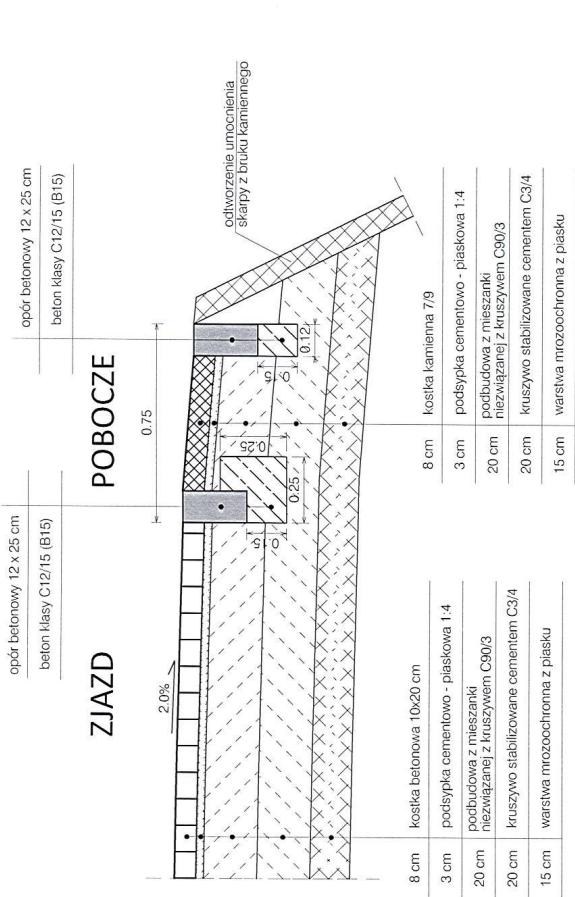 opór betonowy 12 x 25 cm
beton klasy C12/15 (B15)
opór betonowy 12 x 25 cm
beton klasy C12/15 (B15)
ZJAZD
POBOCZE
2.0%
0.75
odtworzenie umocnienia
skarpy z bruku kamiennego
0.15
0.25
0.25
0.15
0.12
8 cm kostka betonowa 10x20 cm
3 cm podsypka cementowo - piaskowa 1:4
20 cm podbudowa z mieszanki
niezwiązanej z kruszywem C90/3
20 cm kruszywo stabilizowane cementem C3/4
15 cm warstwa mrozoochronna z piasku
8 cm kostka kamienna 7/9
3 cm podsypka cementowo - piaskowa 1:4
20 cm podbudowa z mieszanki
niezwiązanej z kruszywem C90/3
20 cm kruszywo stabilizowane cementem C3/4
15 cm warstwa mrozoochronna z piasku